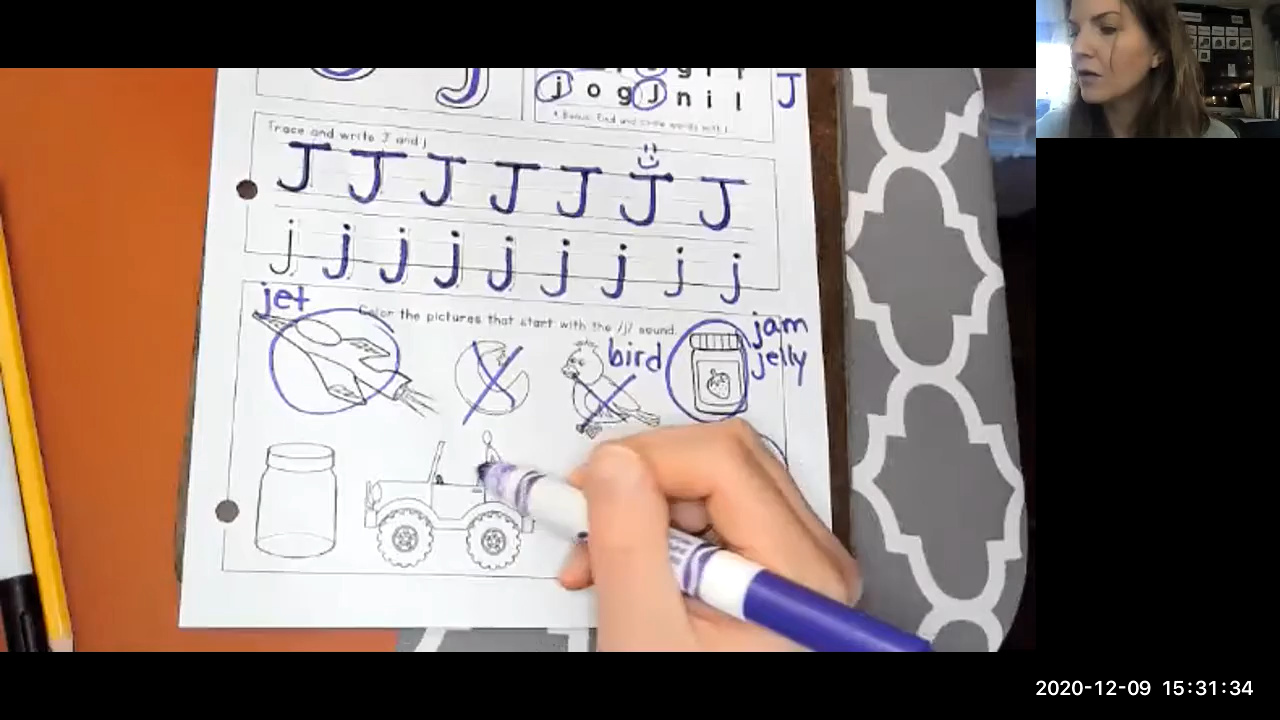 j o g J n i l J
Trace and write J and j
J J J J J J J
j j j j j j j j j
jet
Color the pictures that start with the /j/ sound.
bird
jam
jelly
2020-12-09 15:31:34